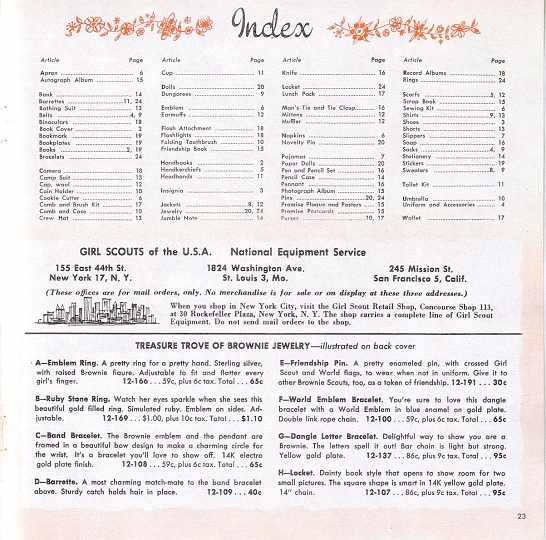 Index
Article Page
Apron 6
Autograph Album 15
Bank 14
Barrettes 11, 24
Bathing Suit 13
Belts 4, 9
Binoculars 18
Book Cover 2
Bookmark 19
Bookplates 19
Books 2, 19
Bracelets 24
Camera 18
Camp Suit 13
Cap, wool 12
Coin Holder 10
Cookie Cutter 6
Comb and Brush Kit 17
Comb and Case 10
Crew Hat 13
Article Page
Cup 11
Dolls 20
Dungarees 9
Emblem 6
Earmuffs 12
Flash Attachment 18
Flashlights 18
Folding Toothbrush 10
Friendship Book 15
Handbooks 2
Handkerchiefs 5
Headbands 11
Insignia 3
Jackets 8, 12
Jewelry 20, 24
Jumble Note 14
Article Page
Knife 16
Locket 24
Lunch Pack 17
Man's Tie and Tie Clasp 16
Mittens 12
Muffler 12
Napkins 6
Novelty Pin 20
Pajamas 7
Paper Dolls 20
Pen and Pencil Set 16
Pencil Case 14
Pennant 16
Photograph Album 15
Pins 20, 24
Promise Plaque and Posters 15
Promise Postcards 15
Purses 10, 17
Article Page
Record Albums 18
Rings 24
Scarfs 5, 12
Scrap Book 15
Sewing Kit 6
Shirts 9, 13
Shoes 3
Shorts 13
Slippers 7
Soap 16
Socks 4, 9
Stationery 14
Stickers 19
Sweaters 8, 9
Toilet Kit 11
Umbrella 10
Uniform and Accessories 4
Wallet 17
GIRL SCOUTS of the U.S.A. National Equipment Service
155 East 44th St. 1824 Washington Ave. 245 Mission St.
New York 17, N. Y. St. Louis 3, Mo. San Francisco 5, Calif.
(These offices are for mail orders, only. No merchandise is for sale or on display at these three addresses.)
When you shop in New York City, visit the Girl Scout Retail Shop, Concourse Shop 113,
at 30 Rockefeller Plaza, New York, N. Y. The shop carries a complete line of Girl Scout
Equipment. Do not send mail orders to the shop.
TREASURE TROVE OF BROWNIE JEWELRY—illustrated on back cover
A—Emblem Ring. A pretty ring for a pretty hand. Sterling silver,
with raised Brownie figure. Adjustable to fit and flatter every
girl's finger. 12-166 . . . 59c, plus 6c tax. Total . . . 65c
B—Ruby Stone Ring. Watch her eyes sparkle when she sees this
beautiful gold filled ring. Simulated ruby. Emblem on sides. Ad-
justable. 12-169 . . . $1.00, plus 10c tax. Total . . . $1.10
C—Band Bracelet. The Brownie emblem and the pendant are
framed in a beautiful bow design to make a charming circle for
the wrist. It's a bracelet you'll love to show off. 14K electro
gold plate finish. 12-108 . . . 59c, plus 6c tax. Total . . . 65c
D—Barrette. A most charming match-mate to the band bracelet
above. Sturdy catch holds hair in place. 12-109 . . . 40c
E—Friendship Pin. A pretty enameled pin, with crossed Girl
Scout and World flags, to wear when not in uniform. Give it to
other Brownie Scouts, too, as a token of friendship. 12-191 . . . 30c
F—World Emblem Bracelet. You're sure to love this dangle
bracelet with a World Emblem in blue enamel on gold plate.
Double link rope chain. 12-100 . . . 59c, plus 6c tax. Total . . . 65c
G—Dangle Letter Bracelet. Delightful way to show you are a
Brownie. The letters spell it out! Bar chain is light but strong.
Yellow gold plate. 12-137 . . . 86c, plus 9c tax. Total . . . 95c
H—Locket. Dainty book style that opens to show room for two
small pictures. The square shape is smart in 14K yellow gold plate.
14" chain. 12-107 . . . 86c, plus 9c tax. Total . . . 95c
23